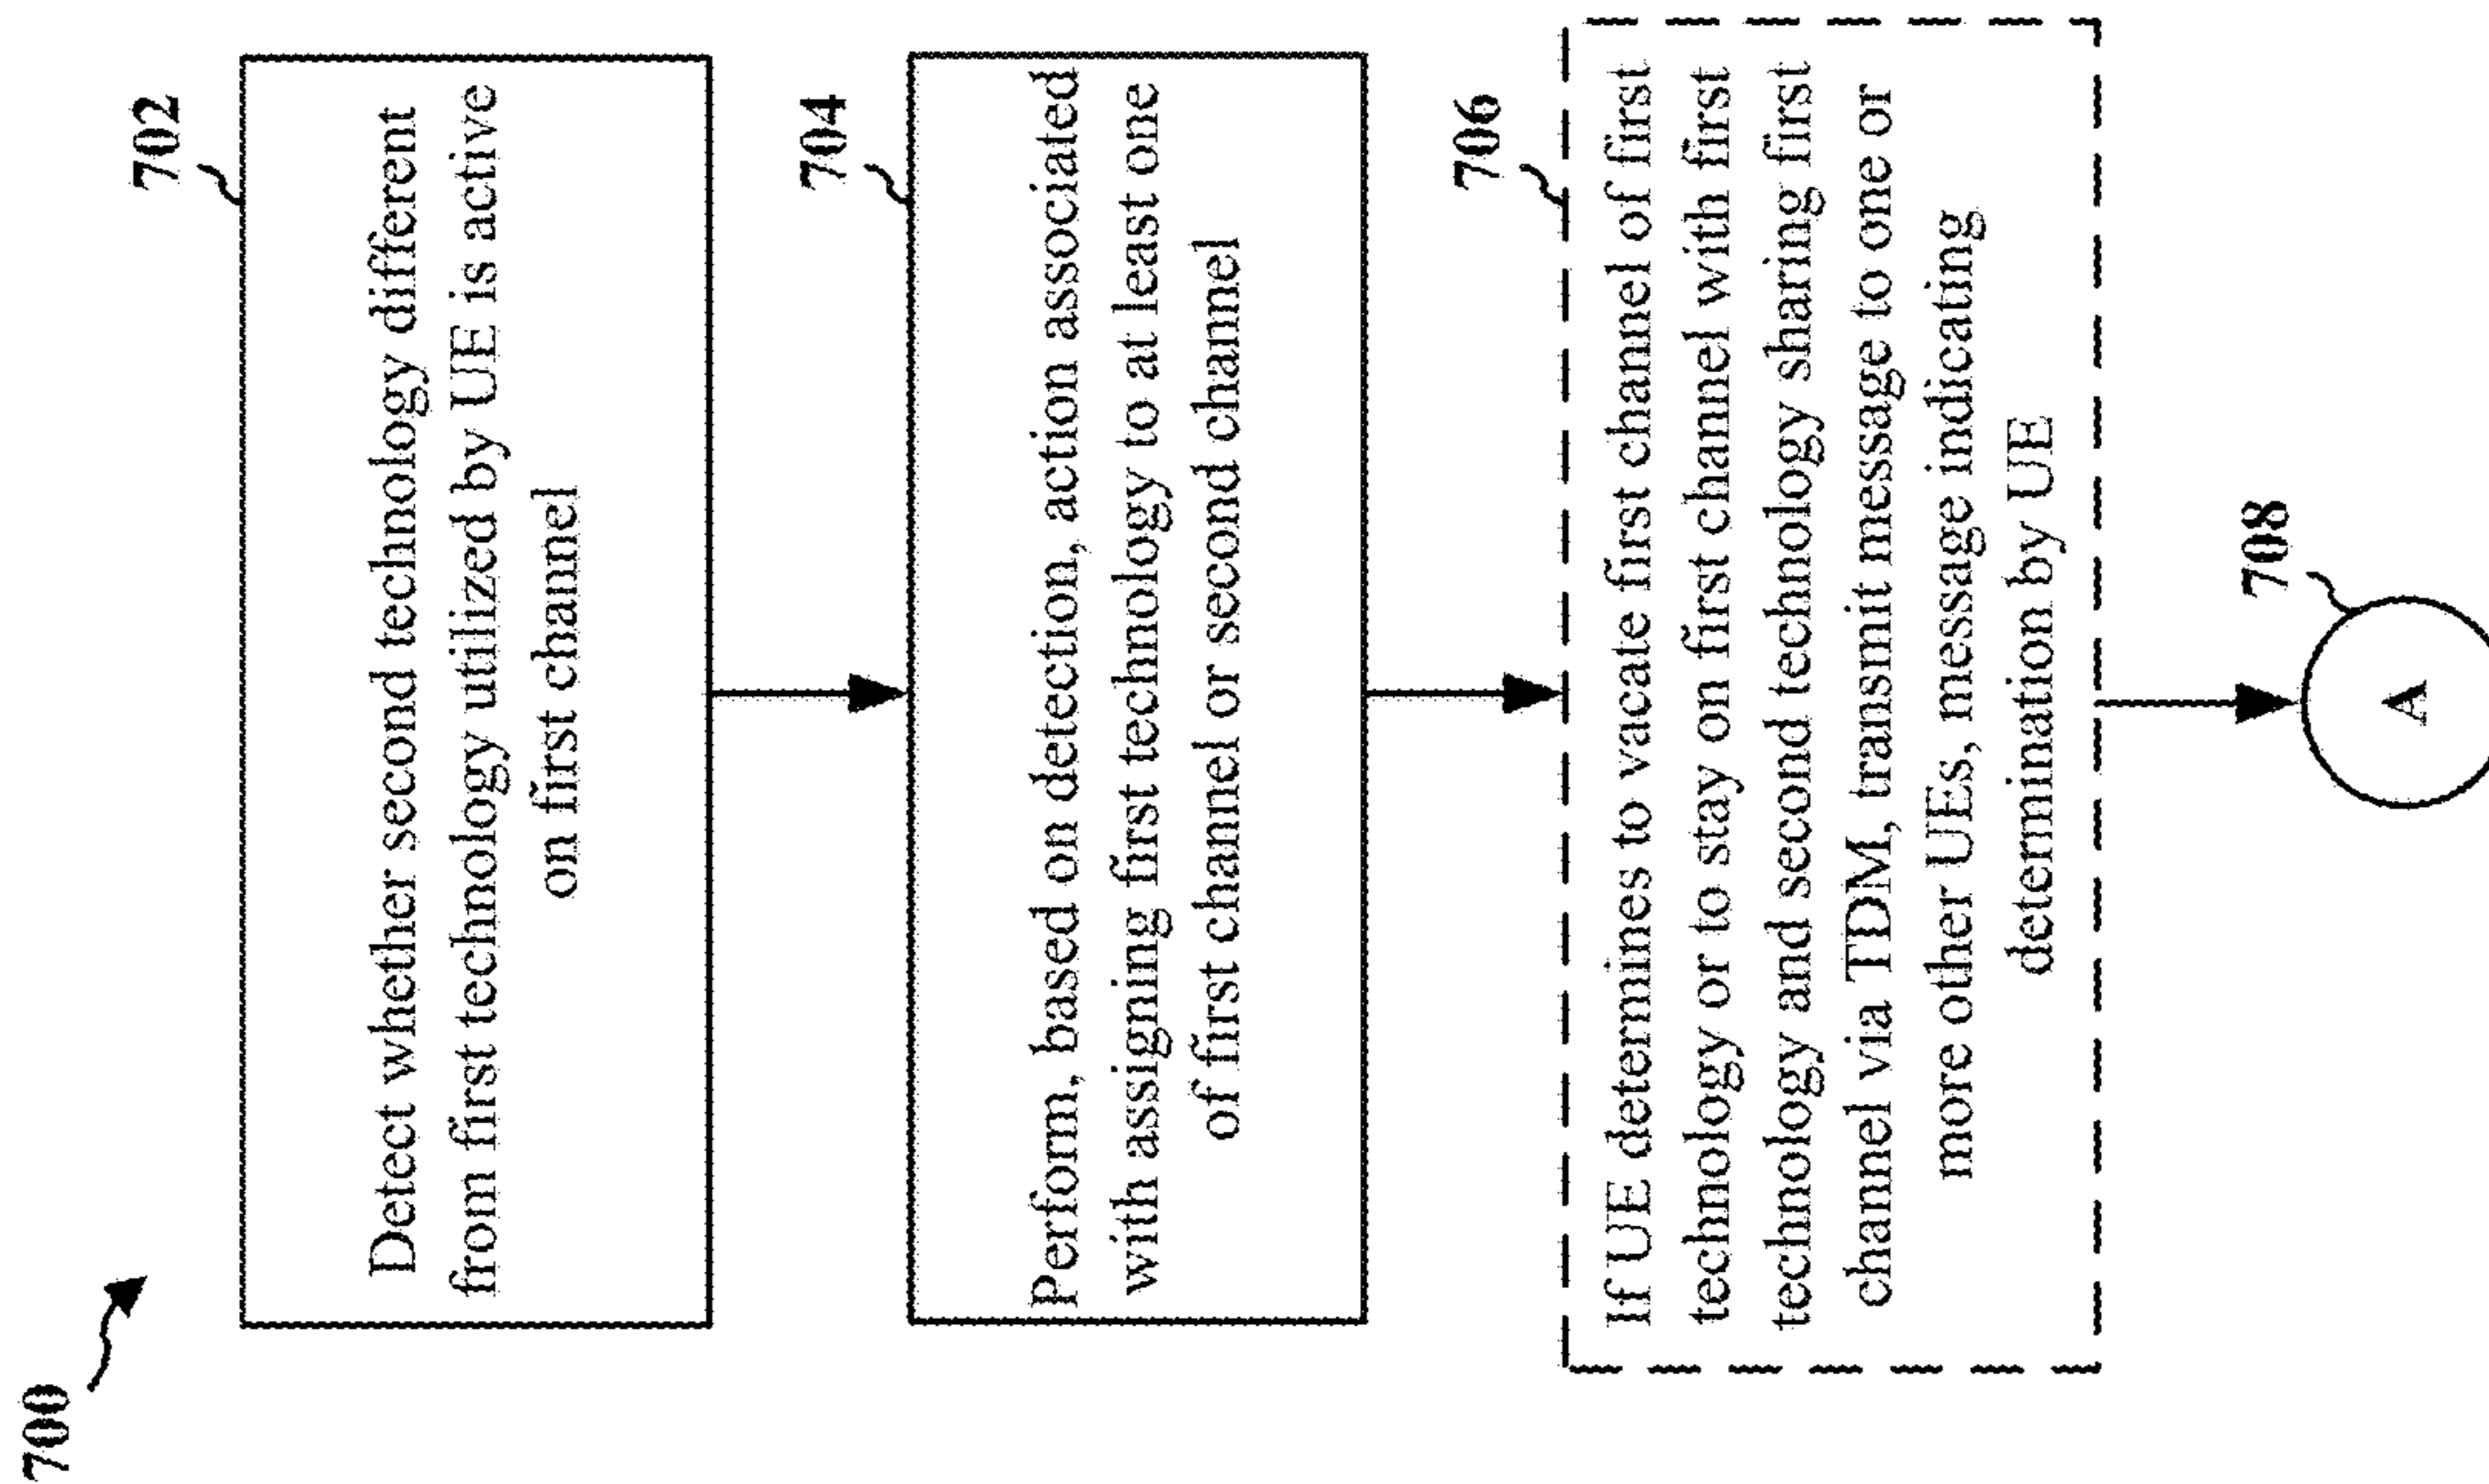 700
702
Detect whether second technology different
from first technology utilized by UE is active
on first channel
704
Perform, based on detection, action associated
with assigning first technology to at least one
of first channel or second channel
706
If UE determines to vacate first channel of first
technology or to stay on first channel with first
technology and second technology sharing first
channel via TDM, transmit message to one or
more other UEs, message indicating
determination by UE
708
A